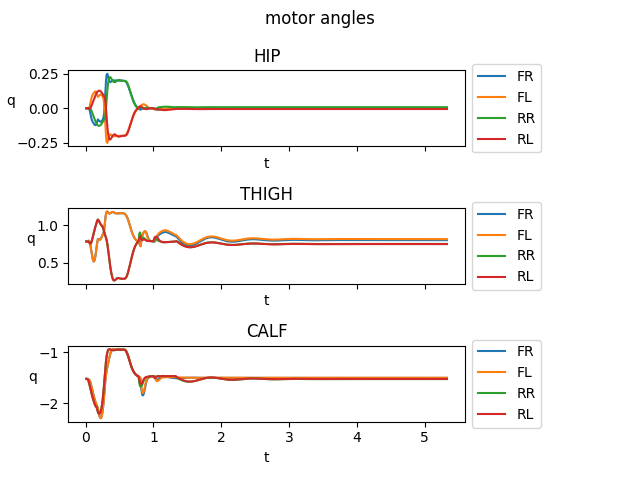 motor angles
HIP
0.25
0.00
−0.25
q
t
FR
FL
RR
RL
THIGH
1.0
0.5
q
t
FR
FL
RR
RL
CALF
−1
−2
q
0 1 2 3 4 5
t
FR
FL
RR
RL